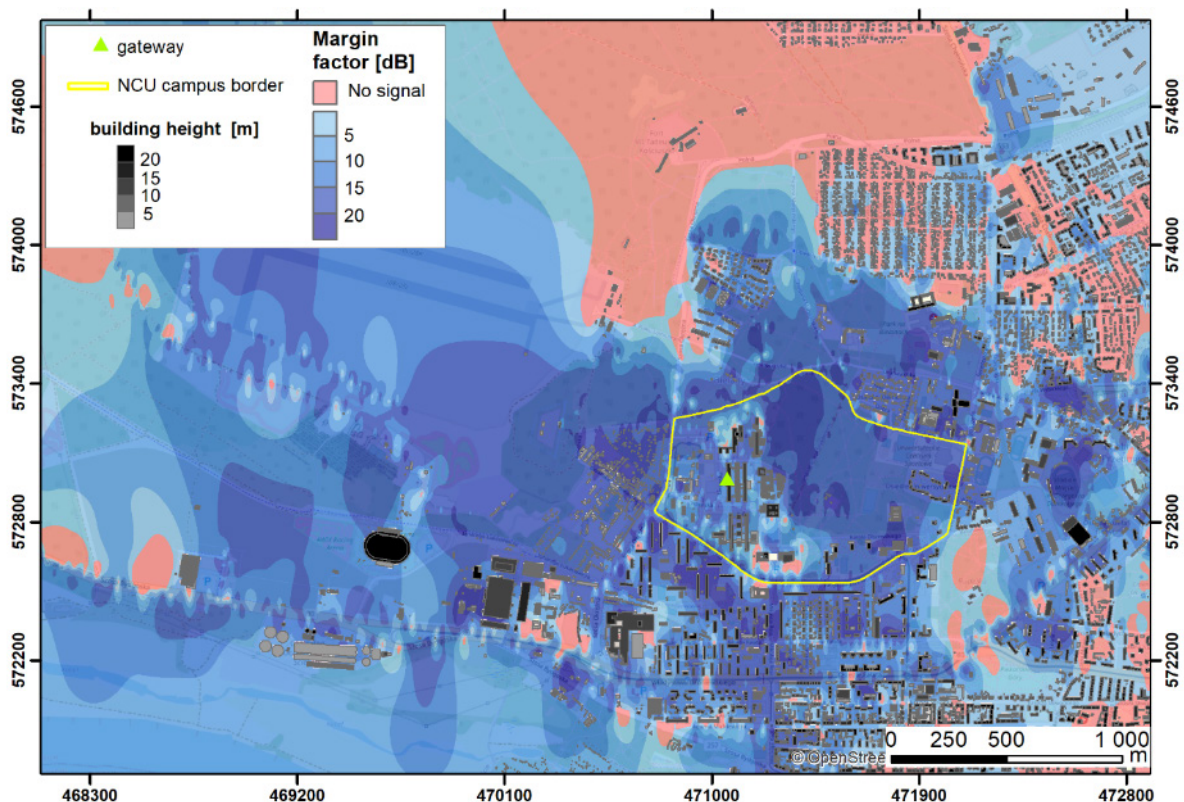 gateway
NCU campus border
building height [m]
20
15
10
5
Margin
factor [dB]
No signal
5
10
15
20
574600
574000
573400
572800
572200
574600
574000
573400
572800
572200
P
P
0 250 500 1 000
m
© OpenStree
468300 469200 470100 471000 471900 472800